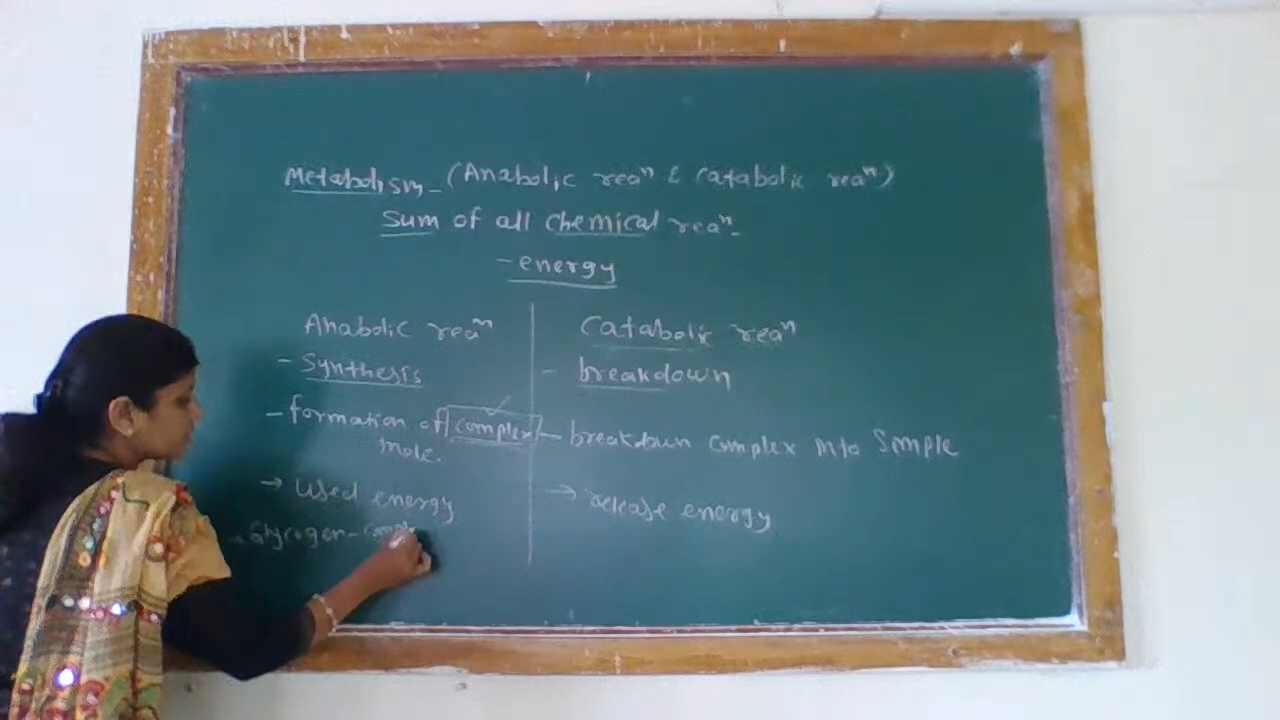 Metabolism - (Anabolic reaⁿ & Catabolic reaⁿ)
Sum of all chemical reaⁿ -
- energy
Anabolic reaⁿ
- Synthesis
- formation of complex
mole.
→ used energy
→ Glycogen - comple
Catabolic reaⁿ
- breakdown
- breakdown complex into Simple
→ release energy